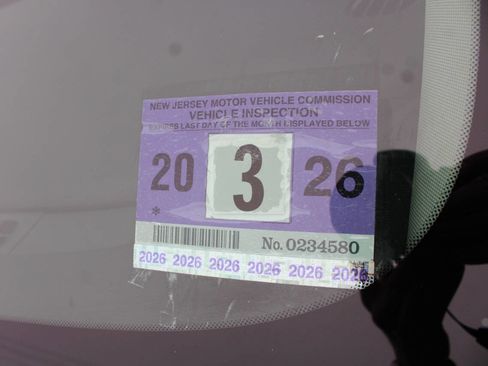 NEW JERSEY MOTOR VEHICLE COMMISSION
VEHICLE INSPECTION
EXPIRES LAST DAY OF THE MONTH DISPLAYED BELOW
20 3 26
No. 0234580
2026 2026 2026 2026 2026 2026